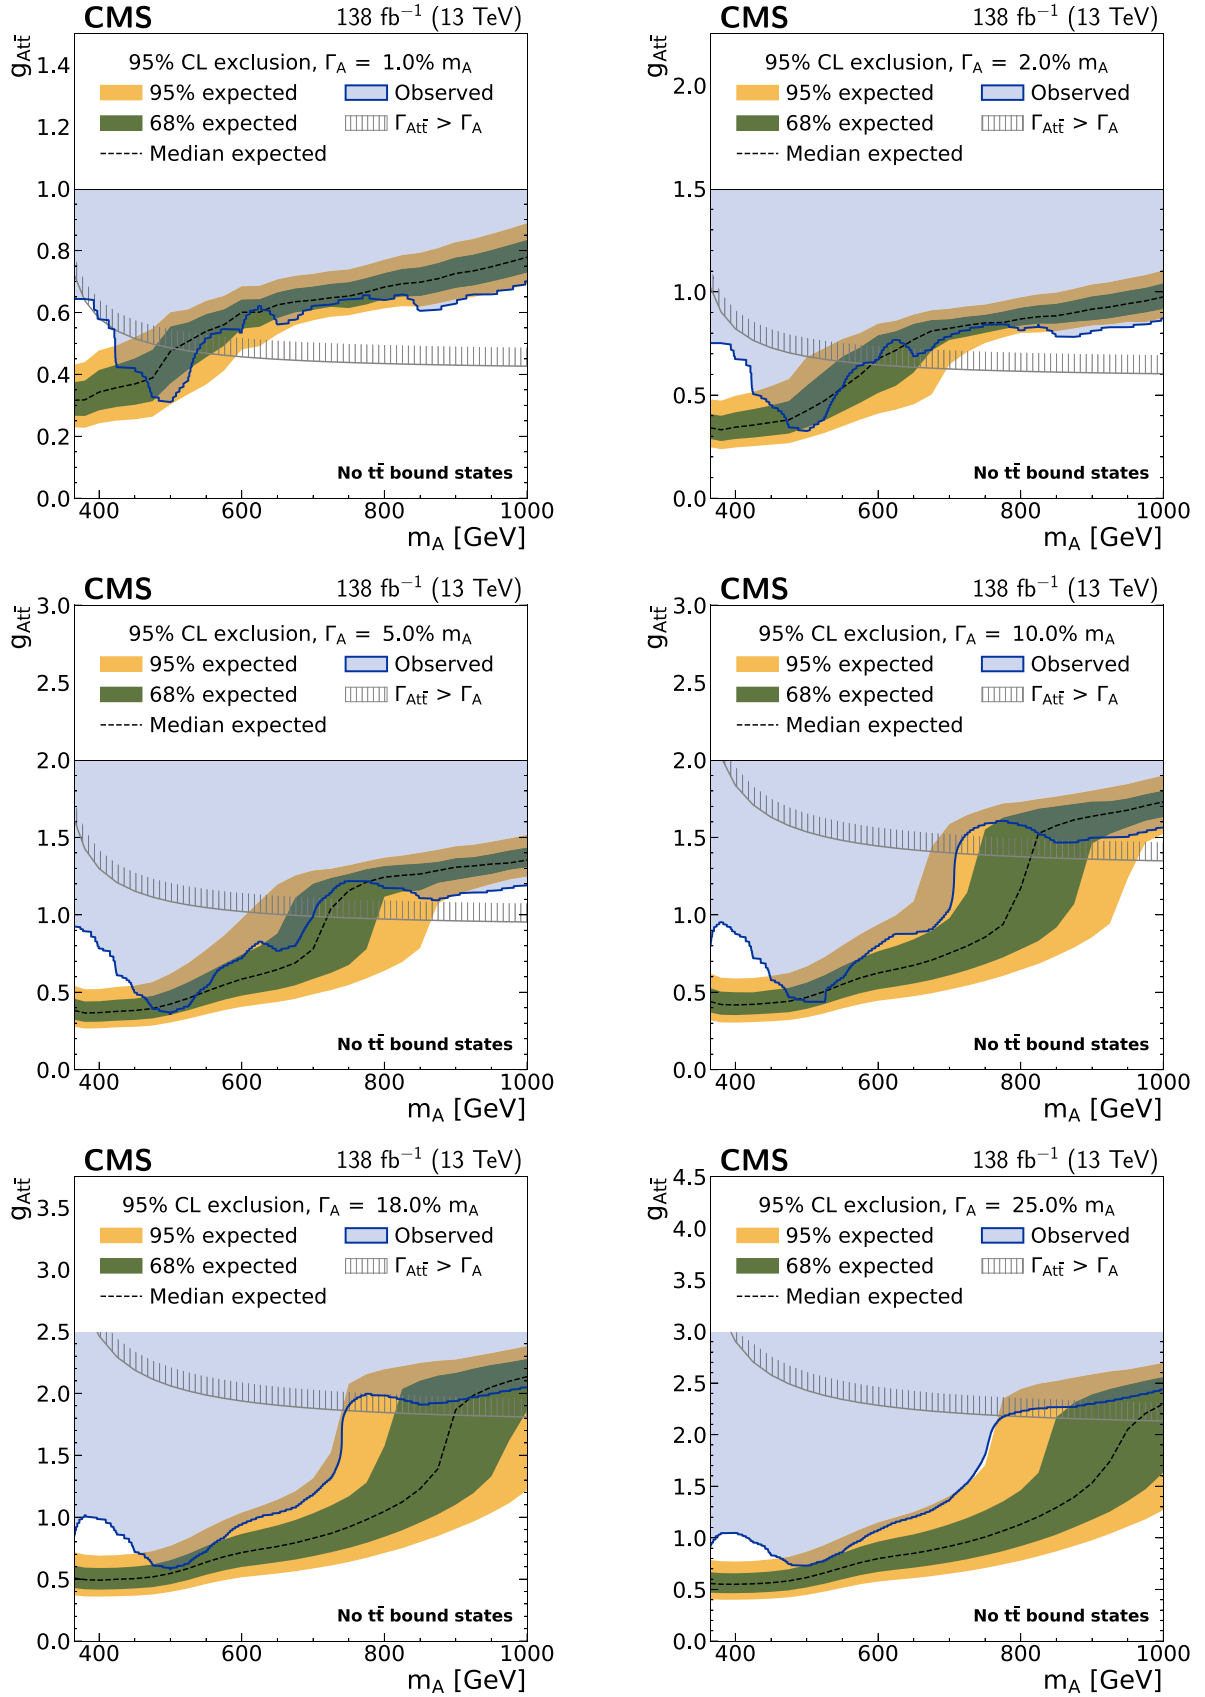 CMS 138 fb⁻¹ (13 TeV)
g_Att̄
95% CL exclusion, Γ_A = 1.0% m_A
95% expected Observed
68% expected Γ_Att̄ > Γ_A
Median expected
1.4
1.2
1.0
0.8
0.6
0.4
0.2
0.0
No tt̄ bound states
400 600 800 1000
m_A [GeV]
CMS 138 fb⁻¹ (13 TeV)
g_Att̄
95% CL exclusion, Γ_A = 2.0% m_A
95% expected Observed
68% expected Γ_Att̄ > Γ_A
Median expected
2.0
1.5
1.0
0.5
0.0
No tt̄ bound states
400 600 800 1000
m_A [GeV]
CMS 138 fb⁻¹ (13 TeV)
g_Att̄
95% CL exclusion, Γ_A = 5.0% m_A
95% expected Observed
68% expected Γ_Att̄ > Γ_A
Median expected
3.0
2.5
2.0
1.5
1.0
0.5
0.0
No tt̄ bound states
400 600 800 1000
m_A [GeV]
CMS 138 fb⁻¹ (13 TeV)
g_Att̄
95% CL exclusion, Γ_A = 10.0% m_A
95% expected Observed
68% expected Γ_Att̄ > Γ_A
Median expected
3.0
2.5
2.0
1.5
1.0
0.5
0.0
No tt̄ bound states
400 600 800 1000
m_A [GeV]
CMS 138 fb⁻¹ (13 TeV)
g_Att̄
95% CL exclusion, Γ_A = 18.0% m_A
95% expected Observed
68% expected Γ_Att̄ > Γ_A
Median expected
3.5
3.0
2.5
2.0
1.5
1.0
0.5
0.0
No tt̄ bound states
400 600 800 1000
m_A [GeV]
CMS 138 fb⁻¹ (13 TeV)
g_Att̄
95% CL exclusion, Γ_A = 25.0% m_A
95% expected Observed
68% expected Γ_Att̄ > Γ_A
Median expected
4.5
4.0
3.5
3.0
2.5
2.0
1.5
1.0
0.5
0.0
No tt̄ bound states
400 600 800 1000
m_A [GeV]